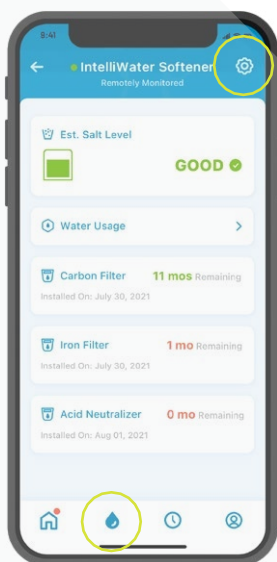 8:41
IntelliWater Softener
Remotely Monitored
Est. Salt Level
GOOD
Water Usage
Carbon Filter 11 mos Remaining
Installed On: July 30, 2021
Iron Filter 1 mo Remaining
Installed On: July 30, 2021
Acid Neutralizer 0 mo Remaining
Installed On: Aug 01, 2021